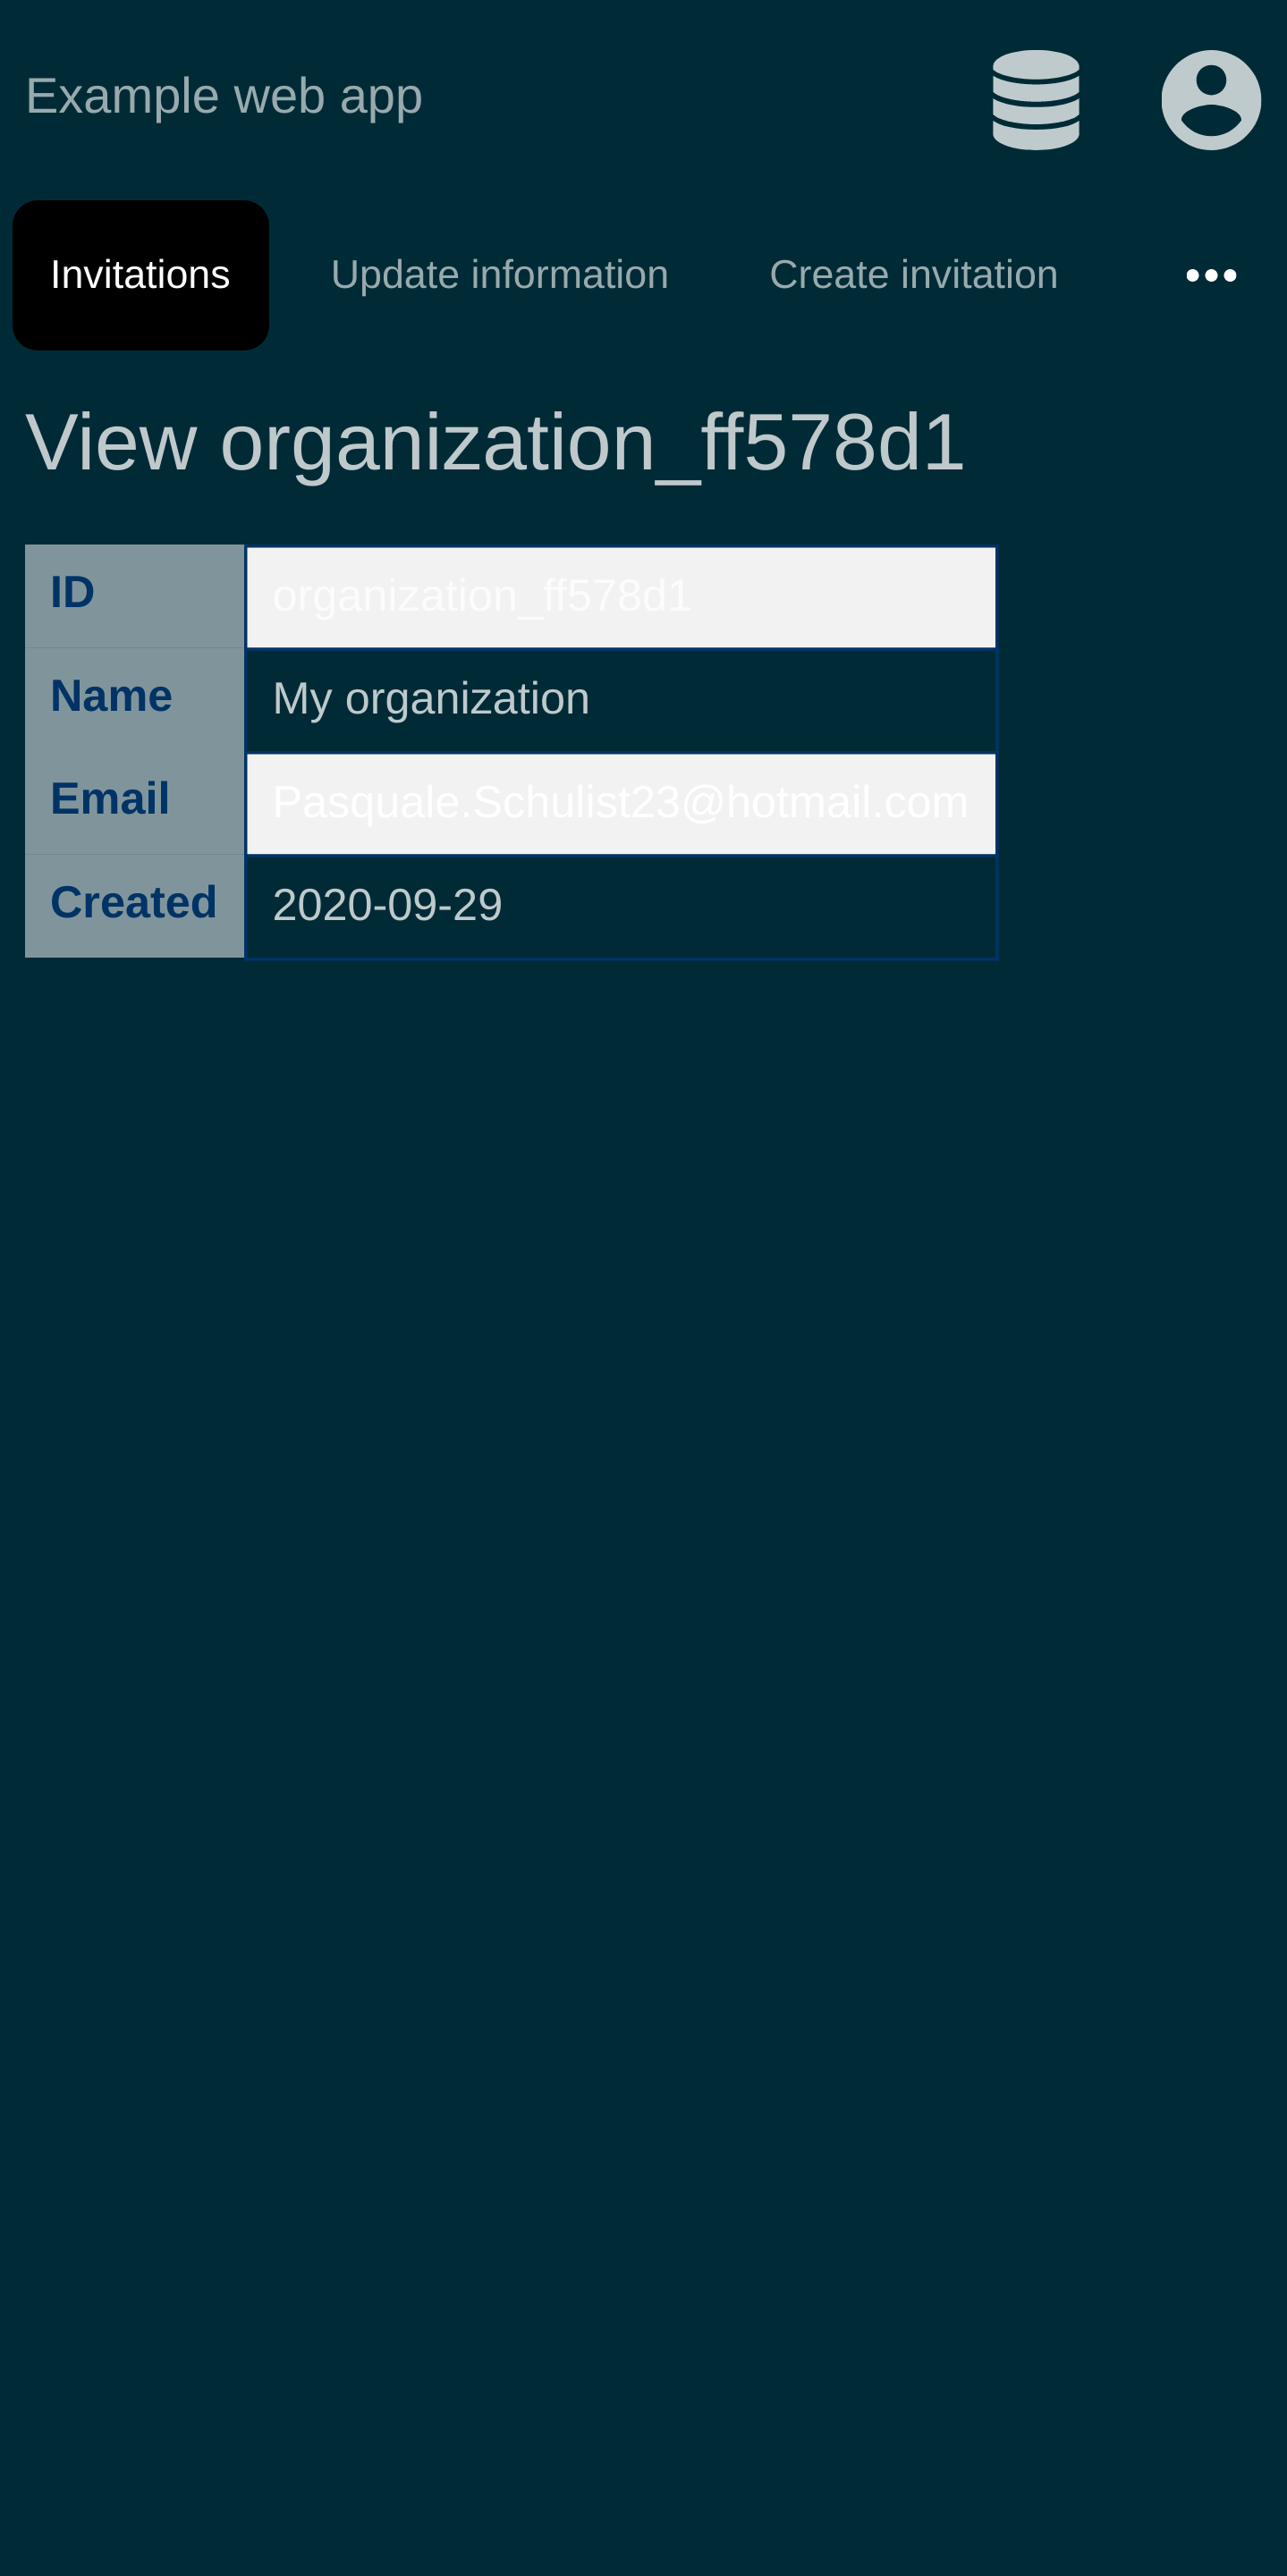 Example web app
Invitations Update information Create invitation
View organization_ff578d1
ID organization_ff578d1
Name My organization
Email Pasquale.Schulist23@hotmail.com
Created 2020-09-29